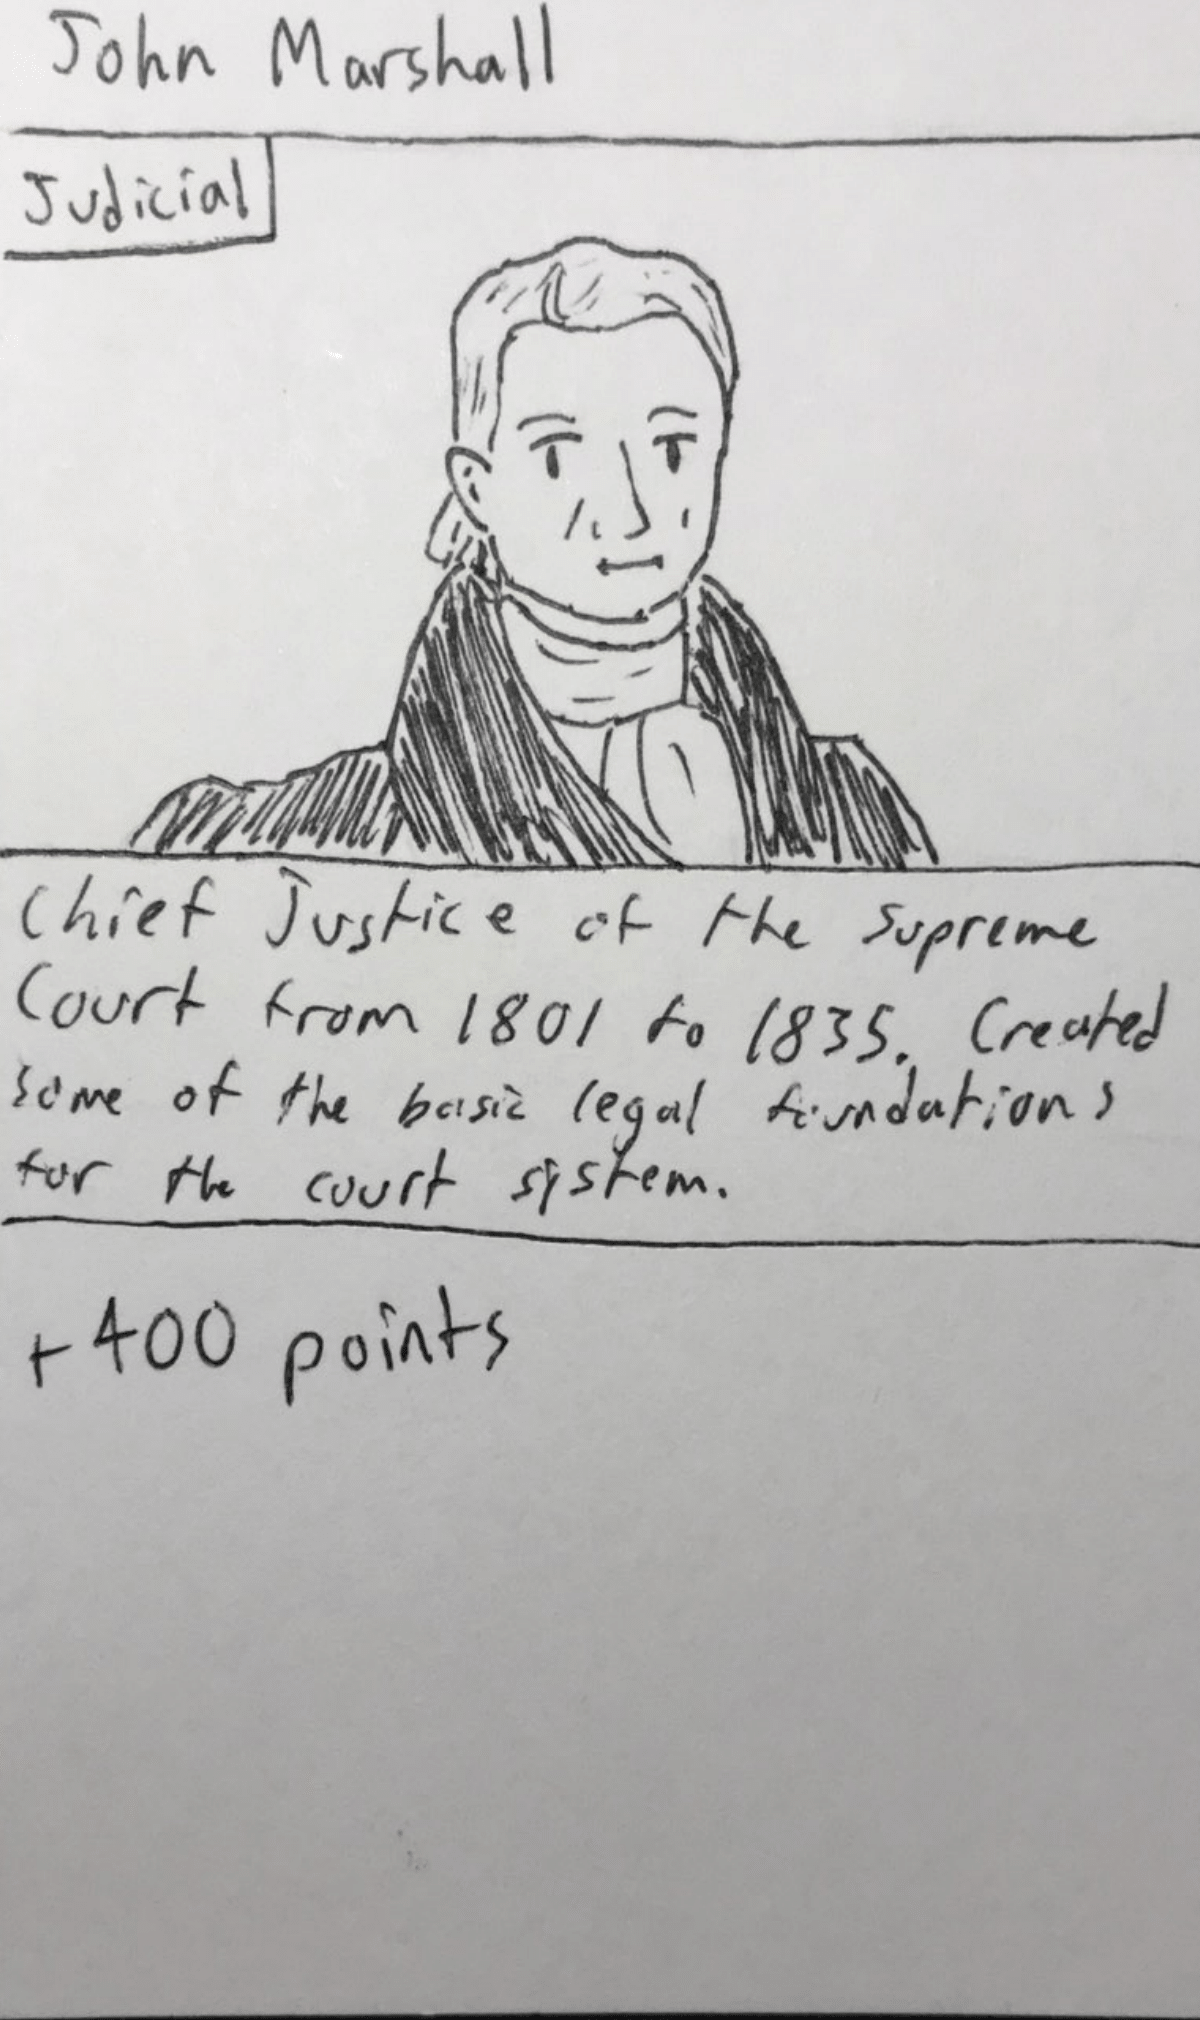 John Marshall
Judicial
Chief Justice of the Supreme
Court from 1801 to 1835. Created
some of the basic legal foundations
for the court system.
+400 points